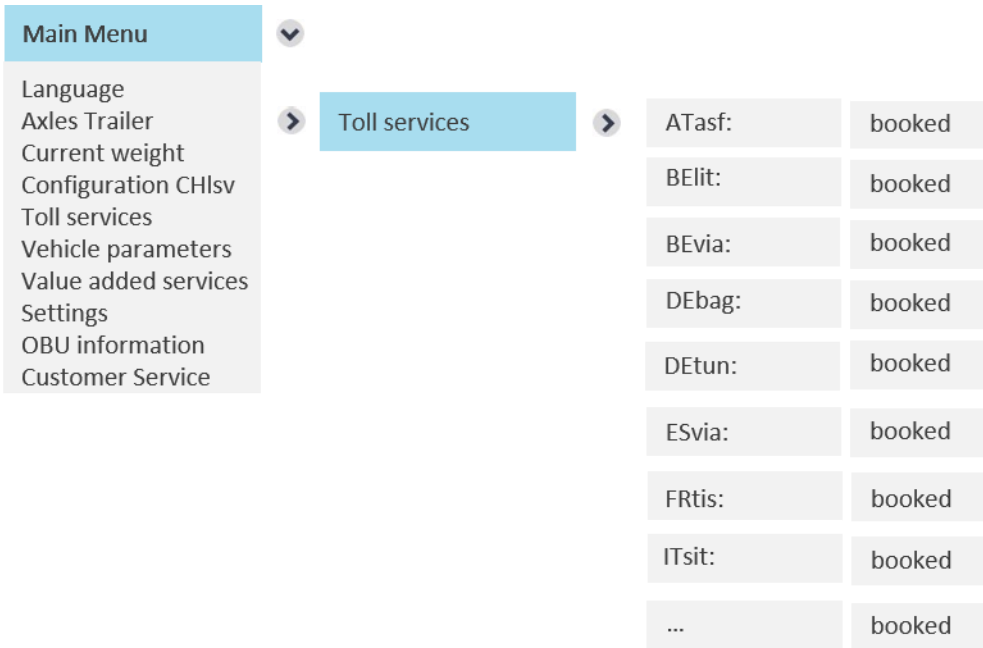 Main Menu
Language
Axles Trailer
Current weight
Configuration CHlsv
Toll services
Vehicle parameters
Value added services
Settings
OBU information
Customer Service
Toll services
ATasf: booked
BElit: booked
BEvia: booked
DEbag: booked
DEtun: booked
ESvia: booked
FRtis: booked
ITsit: booked
... booked